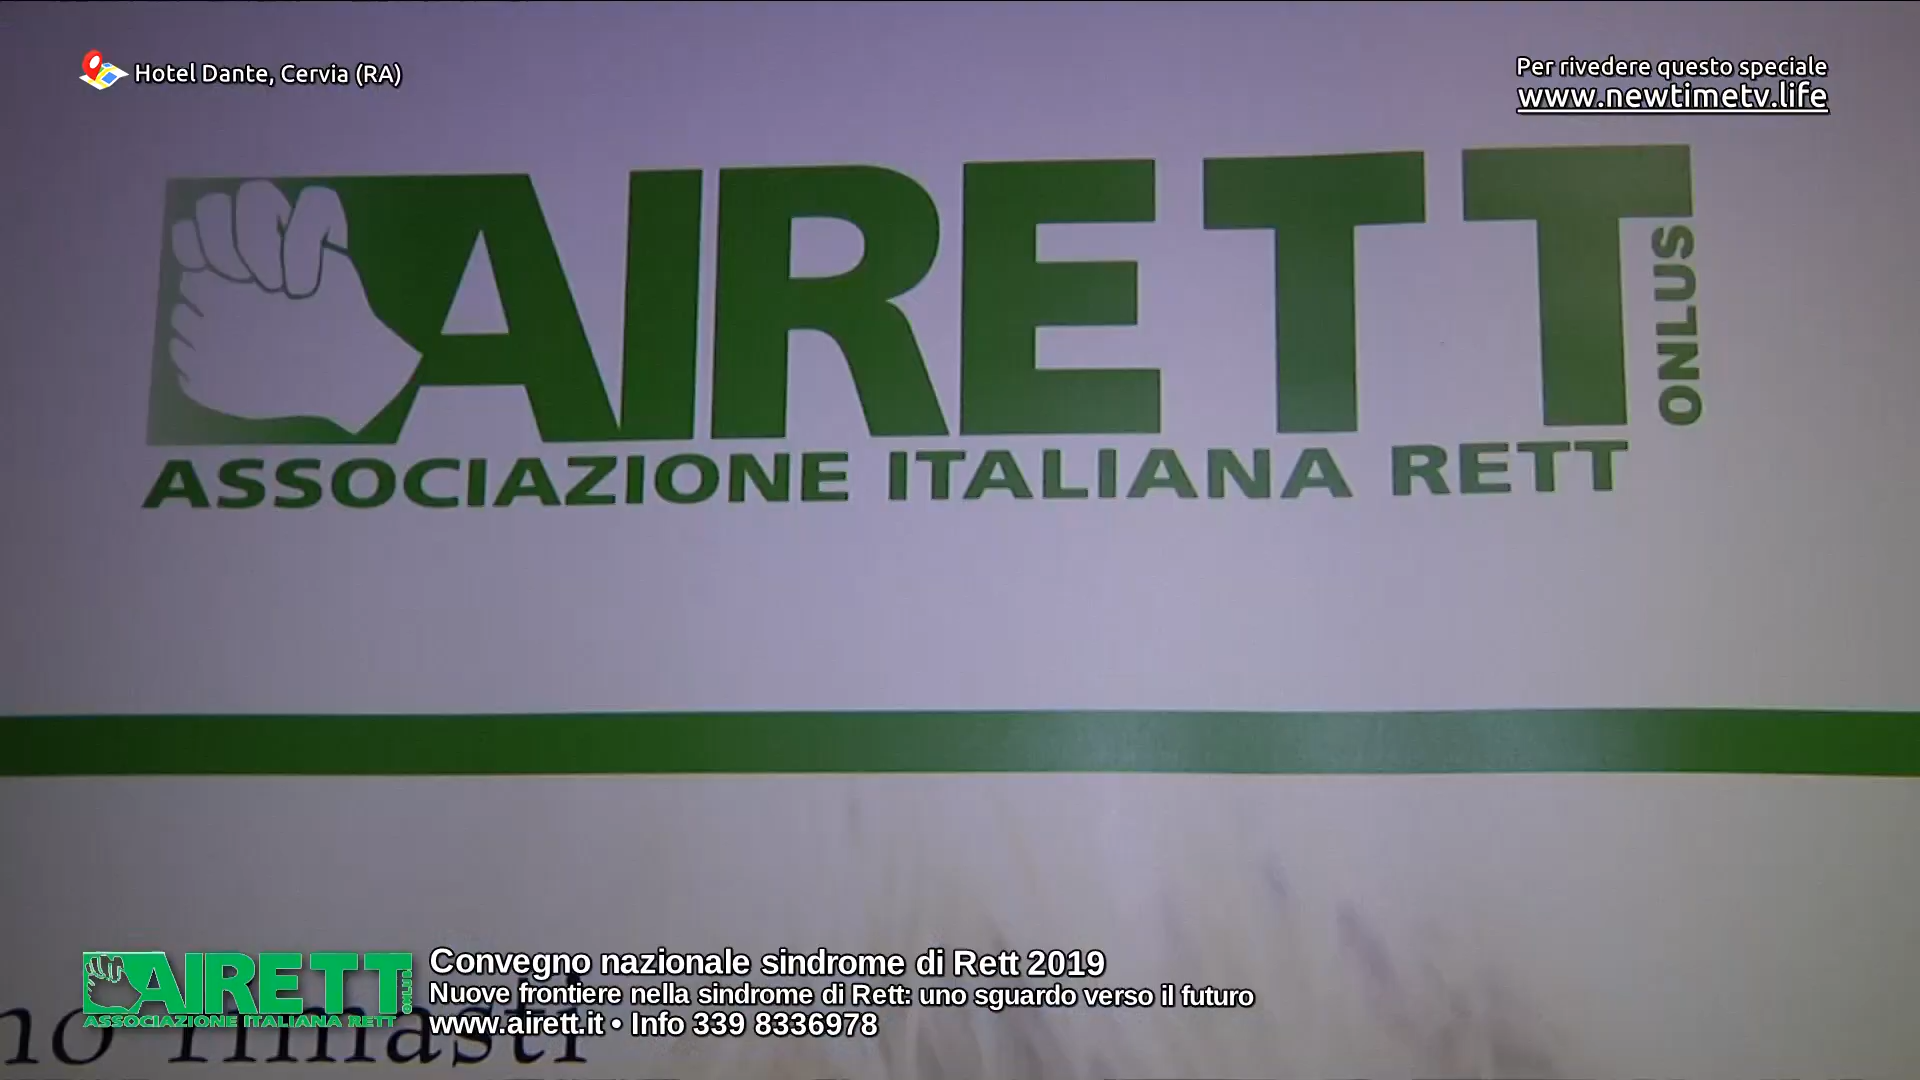 Hotel Dante, Cervia (RA)
Per rivedere questo speciale
www.newtimetv.life
AIRETT
ONLUS
ASSOCIAZIONE ITALIANA RETT
AIRETT
ONLUS
ASSOCIAZIONE ITALIANA RETT
Convegno nazionale sindrome di Rett 2019
Nuove frontiere nella sindrome di Rett: uno sguardo verso il futuro
www.airett.it • Info 339 8336978
no rimasti